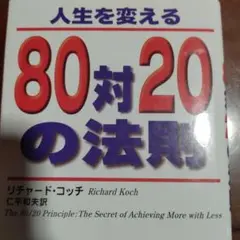 人生を変える
80対20
の法則
リチャード・コッチ Richard Koch
仁平和夫訳
The 80/20 Principle: The Secret of Achieving More with Less